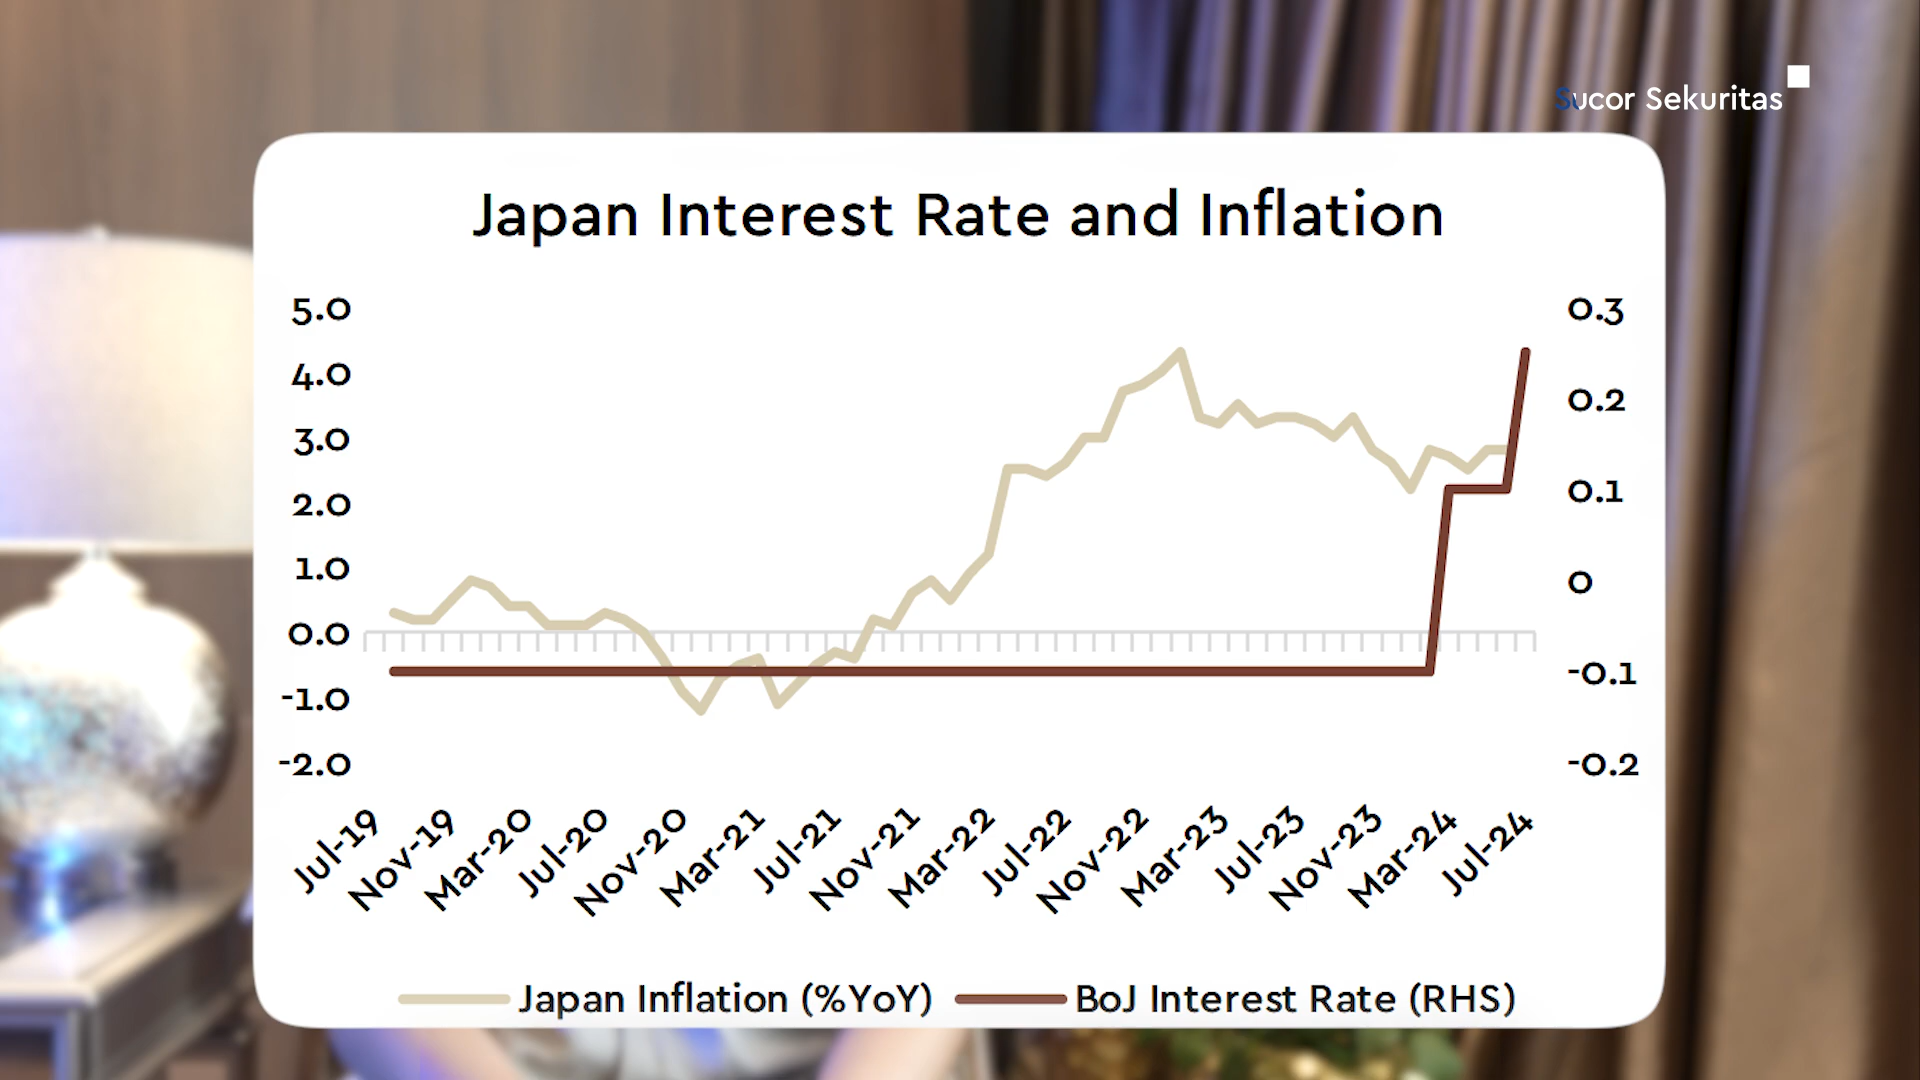 Sucor Sekuritas
Japan Interest Rate and Inflation
5.0
4.0
3.0
2.0
1.0
0.0
-1.0
-2.0
0.3
0.2
0.1
0
-0.1
-0.2
Jul-19
Nov-19
Mar-20
Jul-20
Nov-20
Mar-21
Jul-21
Nov-21
Mar-22
Jul-22
Nov-22
Mar-23
Jul-23
Nov-23
Mar-24
Jul-24
Japan Inflation (%YoY)
BoJ Interest Rate (RHS)